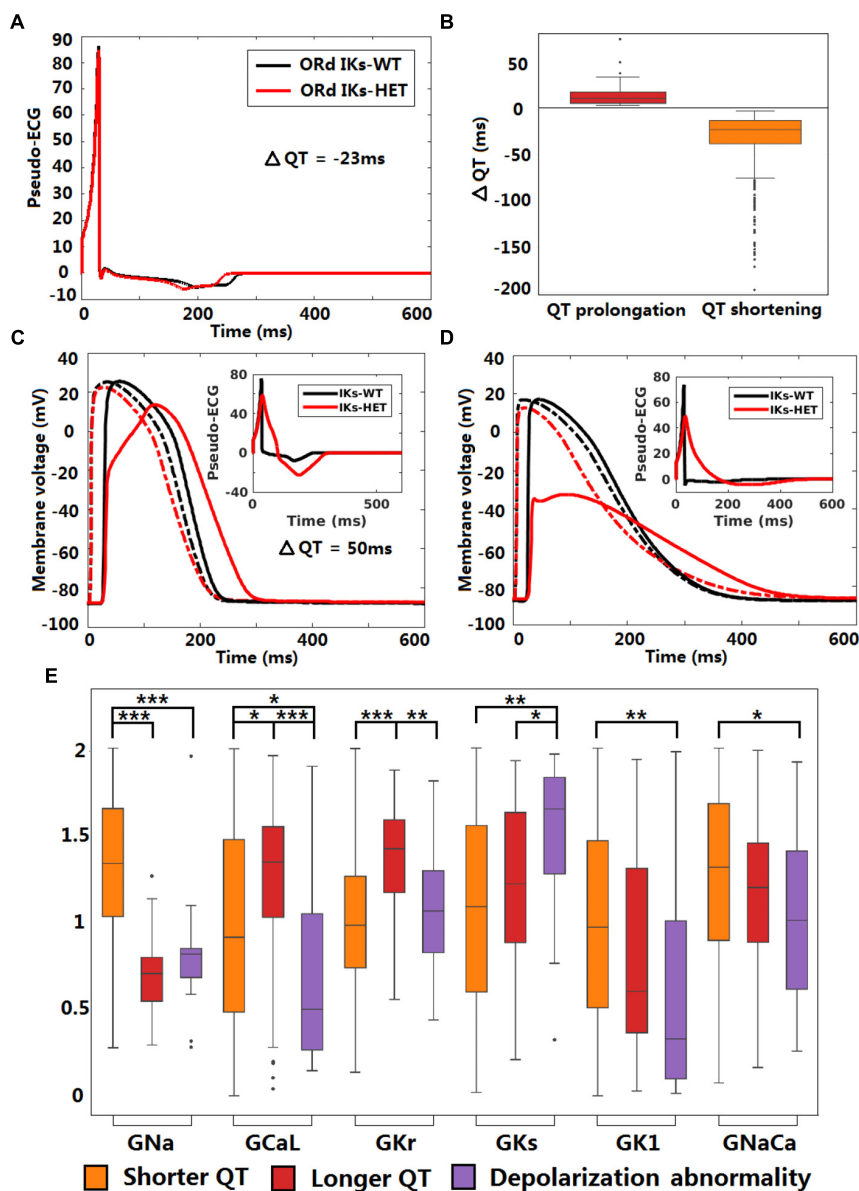 A
90
80
70
60
50
40
30
20
10
0
-10
Pseudo-ECG
ORd IKs-WT
ORd IKs-HET
△ QT = -23ms
0 200 400 600
Time (ms)
B
50
0
-50
-100
-150
-200
△QT (ms)
QT prolongation QT shortening
C
40
20
0
-20
-40
-60
-80
-100
Membrane voltage (mV)
80
40
0
-40
Pseudo-ECG
IKs-WT
IKs-HET
0 500
Time (ms)
△ QT = 50ms
0 200 400 600
Time (ms)
D
40
20
0
-20
-40
-60
-80
-100
Membrane voltage (mV)
80
60
40
20
0
Pseudo-ECG
IKs-WT
IKs-HET
0 200 400 600
Time (ms)
0 200 400 600
Time (ms)
E
*** * ** ** *
*** * *** *** ** *
2
1.5
1
0.5
0
GNa GCaL GKr GKs GK1 GNaCa
Shorter QT Longer QT Depolarization abnormality